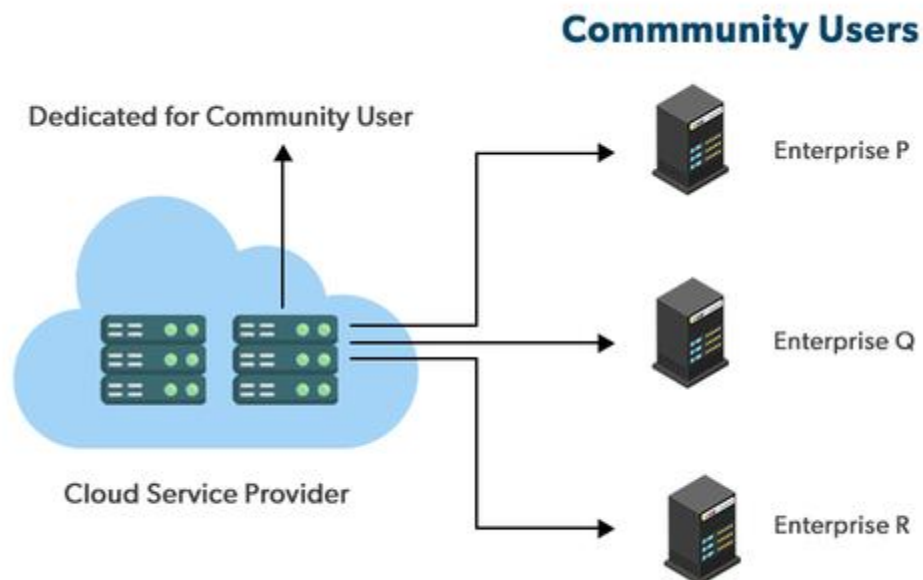 Commmunity Users
Dedicated for Community User
Enterprise P
Enterprise Q
Cloud Service Provider
Enterprise R